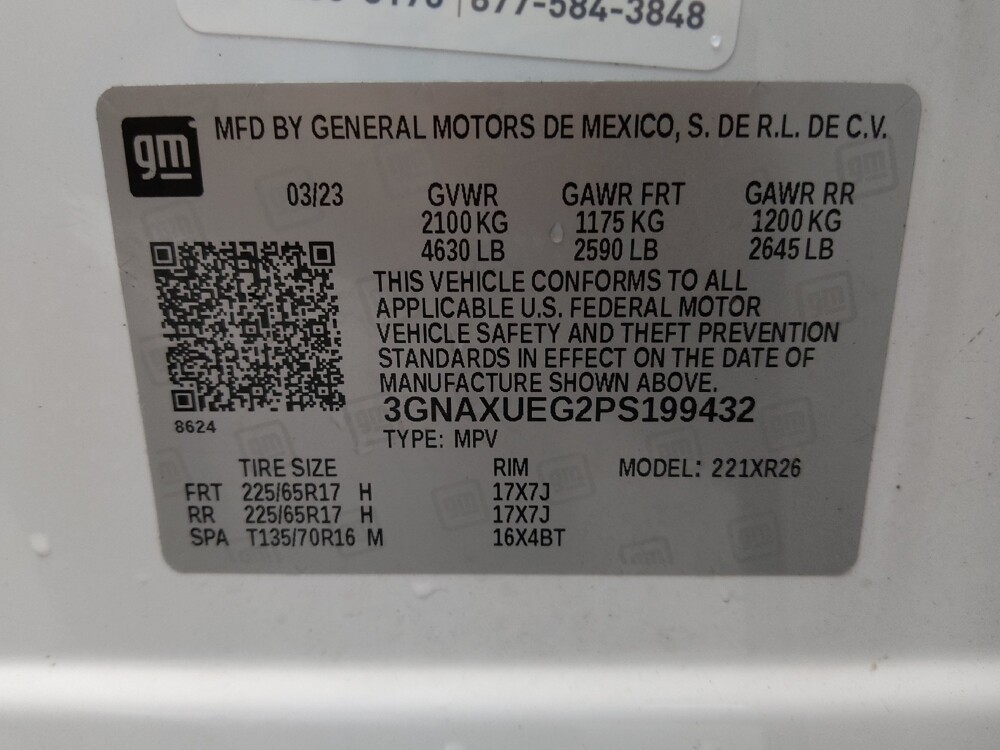 877-584-3848
gm
MFD BY GENERAL MOTORS DE MEXICO, S. DE R.L. DE C.V.
03/23 GVWR GAWR FRT GAWR RR
2100 KG 1175 KG 1200 KG
4630 LB 2590 LB 2645 LB
THIS VEHICLE CONFORMS TO ALL
APPLICABLE U.S. FEDERAL MOTOR
VEHICLE SAFETY AND THEFT PREVENTION
STANDARDS IN EFFECT ON THE DATE OF
MANUFACTURE SHOWN ABOVE.
3GNAXUEG2PS199432
8624
TYPE: MPV
TIRE SIZE RIM MODEL: 221XR26
FRT 225/65R17 H 17X7J
RR 225/65R17 H 17X7J
SPA T135/70R16 M 16X4BT